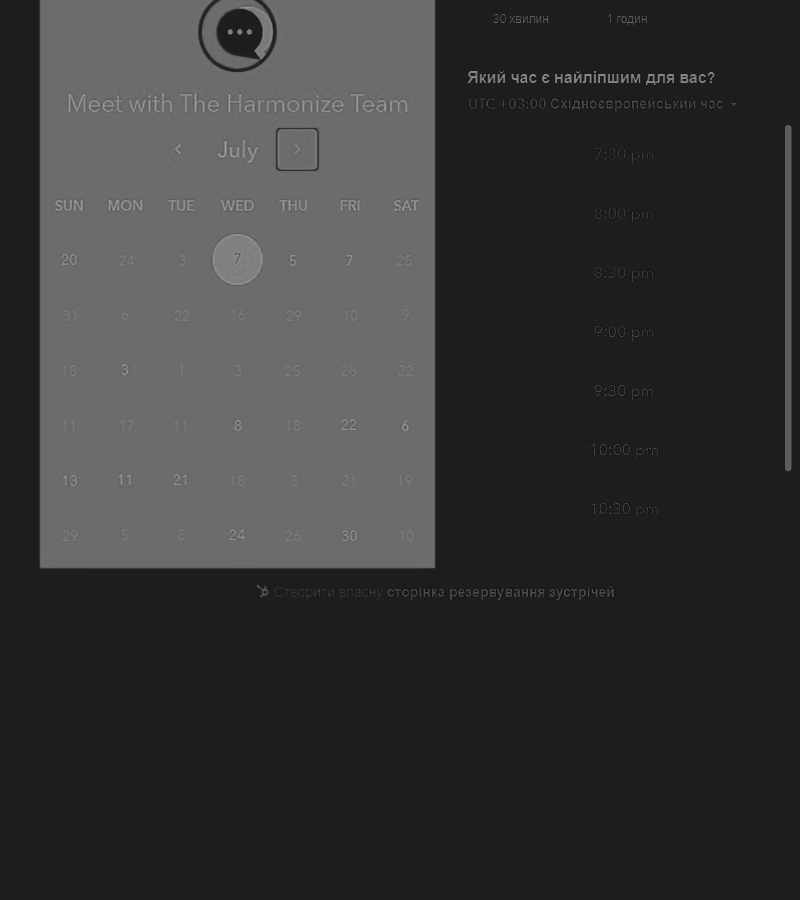 30 хвилин 1 годин
Meet with The Harmonize Team
July
SUN MON TUE WED THU FRI SAT
20 24 3 7 5 7 25
31 6 22 16 29 10 9
18 3 1 3 25 28 22
11 17 11 8 18 22 6
13 11 21 18 3 21 19
29 5 8 24 26 30 10
Який час є найліпшим для вас?
UTC +03:00 Східноєвропейський час
7:30 pm
8:00 pm
8:30 pm
9:00 pm
9:30 pm
10:00 pm
10:30 pm
Створити власну сторінка резервування зустрічей